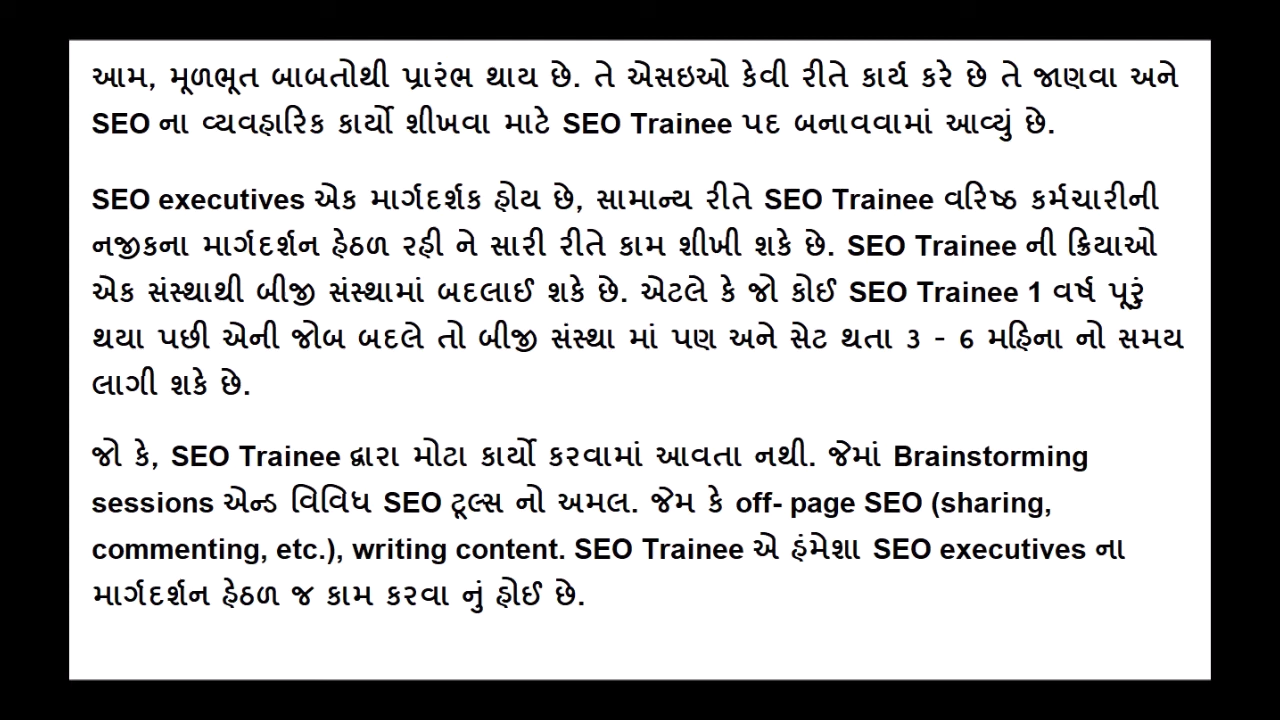 આમ, મૂળભૂત બાબતોથી પ્રારંભ થાય છે. તે એસઇઓ કેવી રીતે કાર્ય કરે છે તે જાણવા અને
SEO ના વ્યવહારિક કાર્યો શીખવા માટે SEO Trainee પદ બનાવવામાં આવ્યું છે.
SEO executives એક માર્ગદર્શક હોય છે, સામાન્ય રીતે SEO Trainee વરિષ્ઠ કર્મચારીની
નજીકના માર્ગદર્શન હેઠળ રહી ને સારી રીતે કામ શીખી શકે છે. SEO Trainee ની ક્રિયાઓ
એક સંસ્થાથી બીજી સંસ્થામાં બદલાઈ શકે છે. એટલે કે જો કોઈ SEO Trainee 1 વર્ષ પૂરું
થયા પછી એની જોબ બદલે તો બીજી સંસ્થા માં પણ અને સેટ થતા 3 - 6 મહિના નો સમય
લાગી શકે છે.
જો કે, SEO Trainee દ્વારા મોટા કાર્યો કરવામાં આવતા નથી. જેમાં Brainstorming
sessions એન્ડ વિવિધ SEO ટૂલ્સ નો અમલ. જેમ કે off- page SEO (sharing,
commenting, etc.), writing content. SEO Trainee એ હંમેશા SEO executives ના
માર્ગદર્શન હેઠળ જ કામ કરવા નું હોઈ છે.